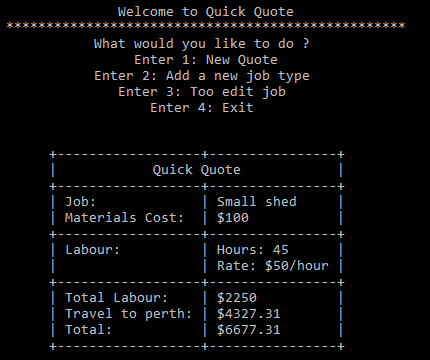 Welcome to Quick Quote
**************************************************
What would you like to do ?
Enter 1: New Quote
Enter 2: Add a new job type
Enter 3: Too edit job
Enter 4: Exit
Quick Quote
Job: Small shed
Materials Cost: $100
Labour: Hours: 45
Rate: $50/hour
Total Labour: $2250
Travel to perth: $4327.31
Total: $6677.31